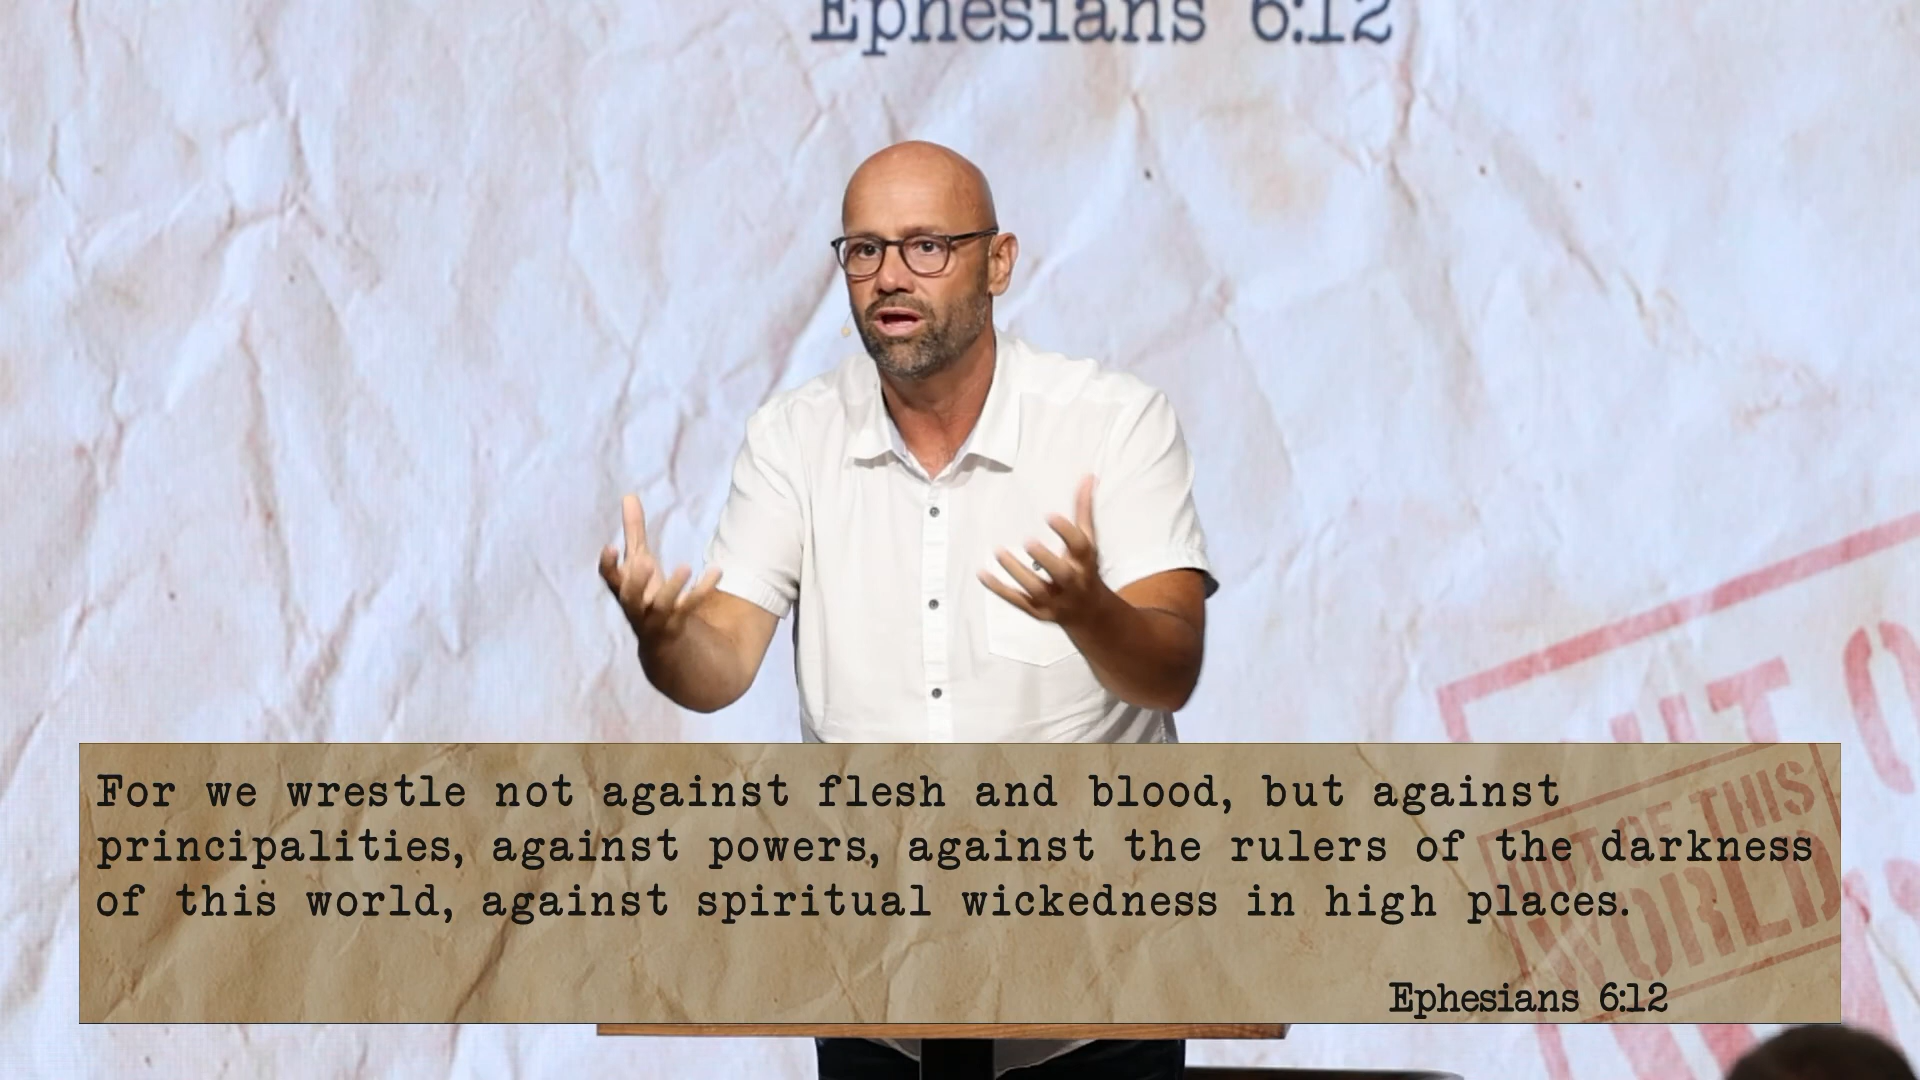 Ephesians 6:12
For we wrestle not against flesh and blood, but against
principalities, against powers, against the rulers of the darkness
of this world, against spiritual wickedness in high places.
OUT OF THIS
WORLD
Ephesians 6:12